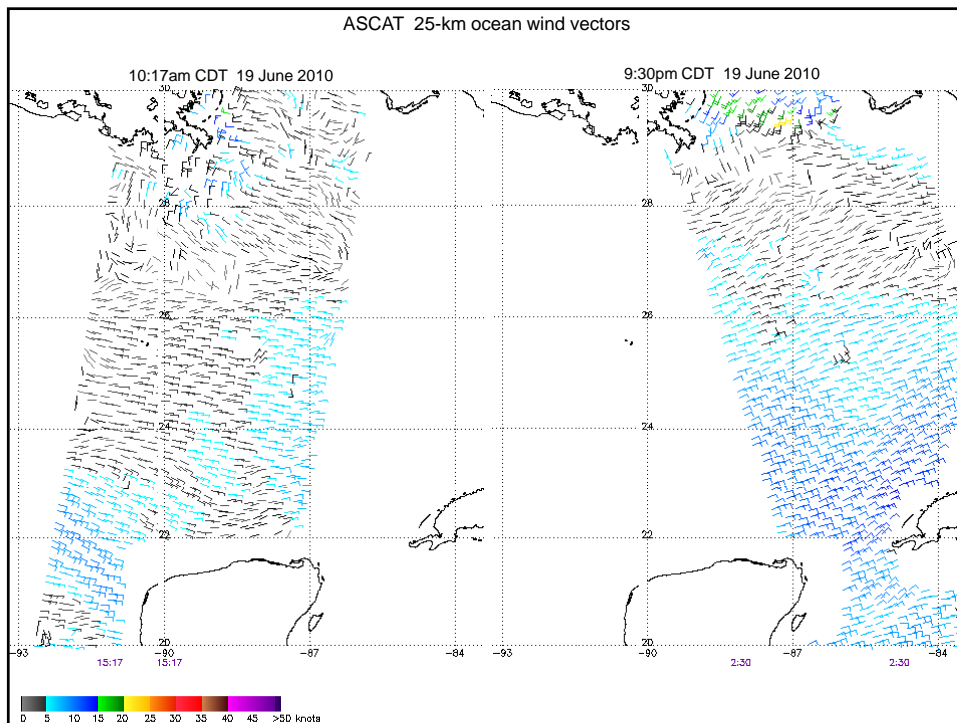 ASCAT 25-km ocean wind vectors
10:17am CDT 19 June 2010
9:30pm CDT 19 June 2010
30 30
28 28
26 26
24 24
22 22
20 20
-93 -90 -87 -84 -93 -90 -87 -84
15:17 15:17 2:30 2:30
0 5 10 15 20 25 30 35 40 45 >50 knots